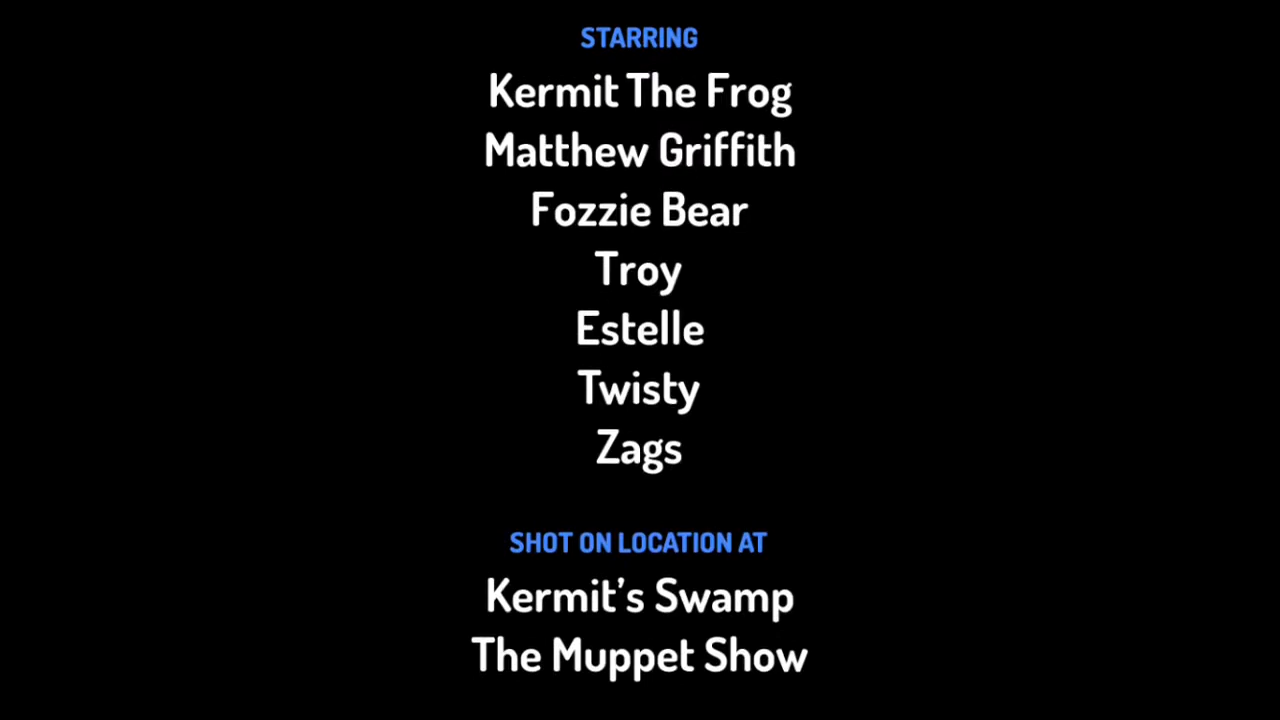 STARRING
Kermit The Frog
Matthew Griffith
Fozzie Bear
Troy
Estelle
Twisty
Zags
SHOT ON LOCATION AT
Kermit’s Swamp
The Muppet Show